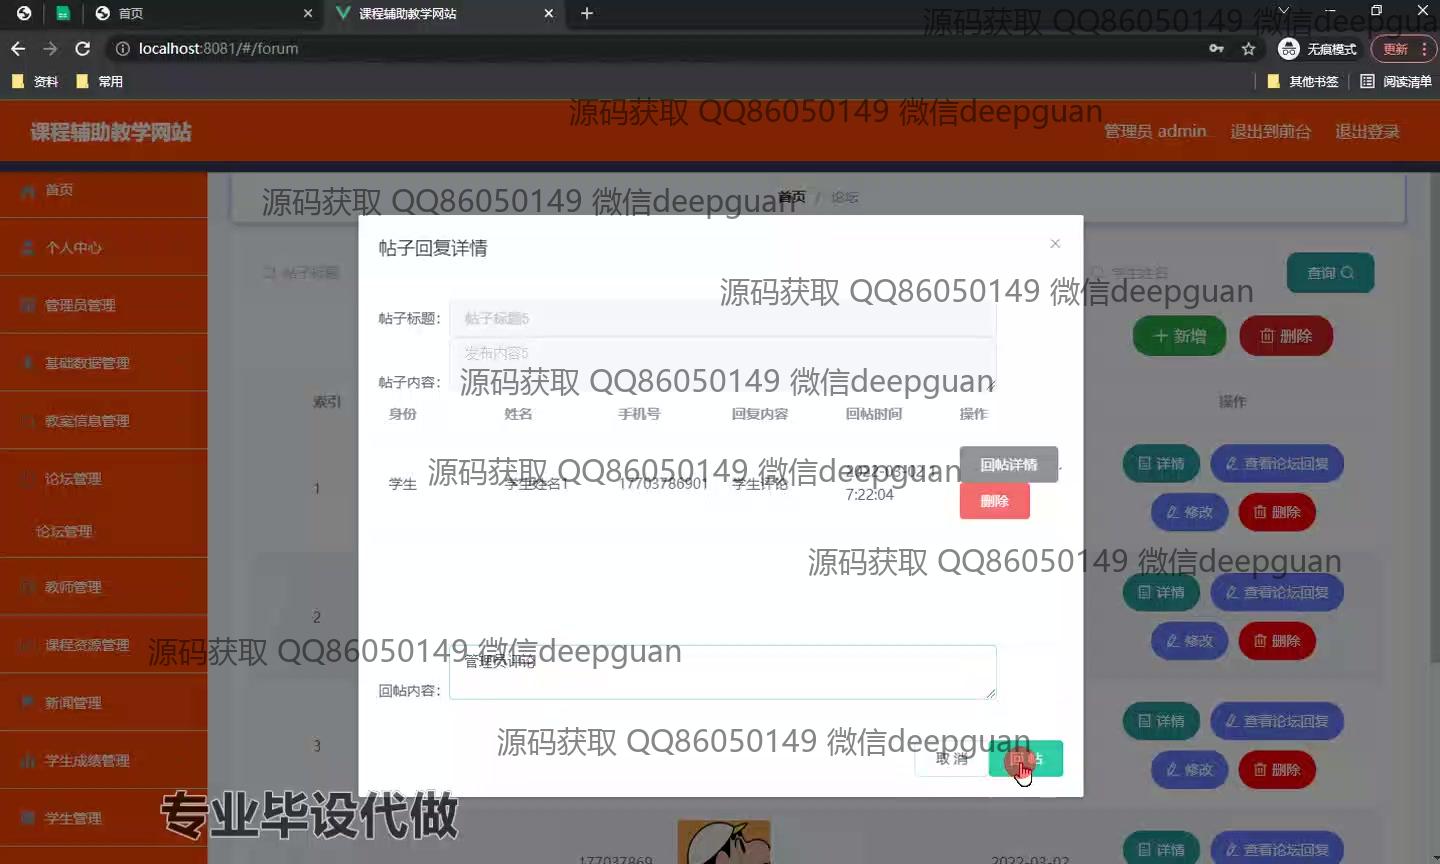 首页
课程辅助教学网站
源码获取 QQ86050149 微信deepguan
localhost:8081/#/forum
无痕模式
更新
资料
常用
其他书签
阅读清单
源码获取 QQ86050149 微信deepguan
课程辅助教学网站
管理员 admin
退出到前台
退出登录
首页
源码获取 QQ86050149 微信deepguan
首页 / 论坛
帖子回复详情
个人中心
帖子标题
学生姓名
查询
源码获取 QQ86050149 微信deepguan
管理员管理
帖子标题：
帖子标题5
新增
删除
基础数据管理
发布内容5
帖子内容：
源码获取 QQ86050149 微信deepguan
索引
操作
身份
姓名
手机号
回复内容
回帖时间
操作
教室信息管理
论坛管理
1
学生
学生姓名1
17703786901
学生评论
2022-03-02 1
7:22:04
回帖详情
删除
源码获取 QQ86050149 微信deepguan
详情
查看论坛回复
修改
删除
论坛管理
源码获取 QQ86050149 微信deepguan
教师管理
2
详情
查看论坛回复
修改
删除
课程资源管理
源码获取 QQ86050149 微信deepguan
管理员评论
回帖内容：
新闻管理
3
详情
查看论坛回复
源码获取 QQ86050149 微信deepguan
取消
回帖
修改
删除
学生成绩管理
学生管理
专业毕设代做
177037869
2022-03-02
详情
查看论坛回复